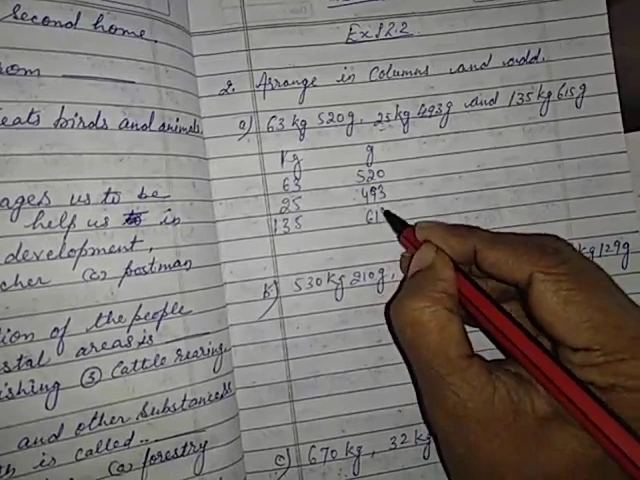 Second home.
rom
eats birds and animals,
ages us to be
help us to in
development,
cher (a) postman
ion of the people
stal areas is
ishing (3) Cattle rearing
and other substances
is called..
(a) forestry
Ex 12.2
2. Arrange in columns and add.
a) 63 kg 520g, 25 kg 493g and 135 kg 615g
Kg g
63 520
25 493
135 61
b) 530 kg 210g, kg 129g
c) 670 kg, 32 k